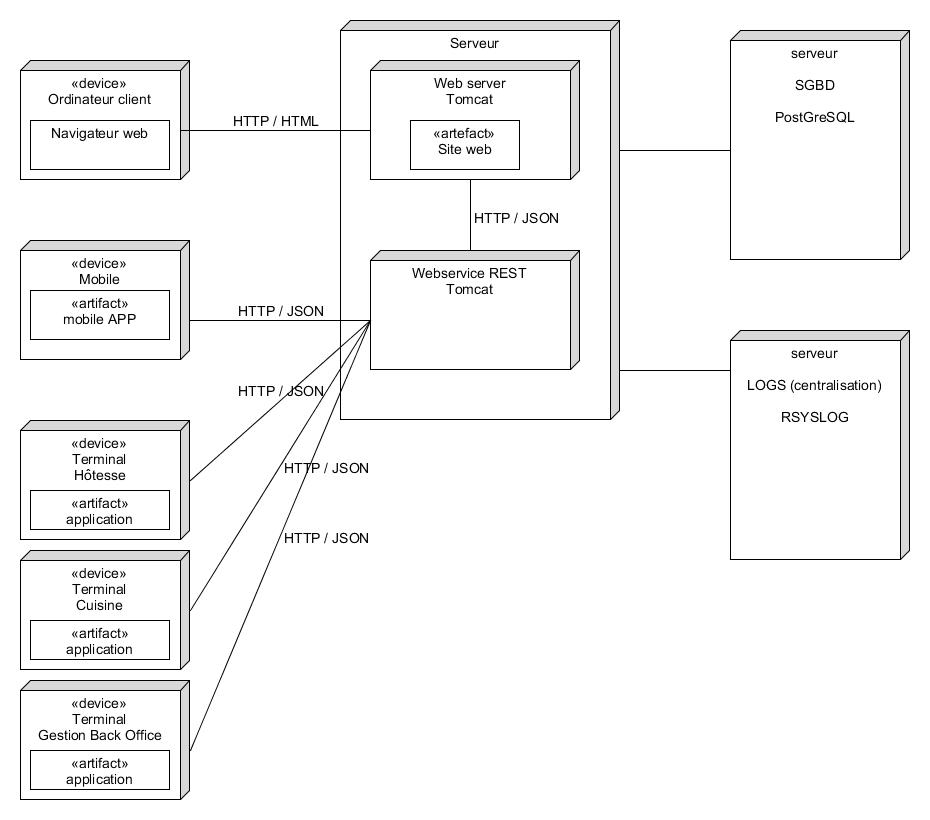 «device»
Ordinateur client
Navigateur web
HTTP / HTML
Serveur
Web server
Tomcat
«artefact»
Site web
HTTP / JSON
Webservice REST
Tomcat
serveur
SGBD
PostGreSQL
«device»
Mobile
«artifact»
mobile APP
HTTP / JSON
serveur
LOGS (centralisation)
RSYSLOG
«device»
Terminal
Hôtesse
«artifact»
application
HTTP / JSON
«device»
Terminal
Cuisine
«artifact»
application
HTTP / JSON
«device»
Terminal
Gestion Back Office
«artifact»
application
HTTP / JSON